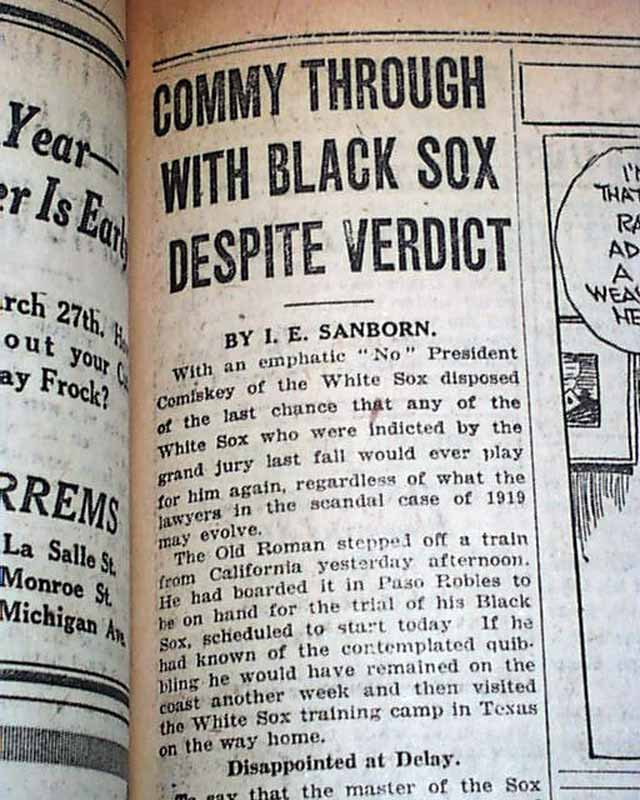 Year—
er Is Early
arch 27th.
out your
ay Frock?
RREMS
La Salle St.
Monroe St.
Michigan Ave
COMMY THROUGH
WITH BLACK SOX
DESPITE VERDICT
BY I. E. SANBORN.
With an emphatic "No" President
Comiskey of the White Sox disposed
of the last chance that any of the
White Sox who were indicted by the
grand jury last fall would ever play
for him again, regardless of what the
lawyers in the scandal case of 1919
may evolve.
The Old Roman stepped off a train
from California yesterday afternoon.
He had boarded it in Paso Robles to
be on hand for the trial of his Black
Sox, scheduled to start today If he
had known of the contemplated quib-
bling he would have remained on the
coast another week and then visited
the White Sox training camp in Texas
on the way home.
Disappointed at Delay.
To say that the master of the Sox
I'M
THAT
RA
AD
A
WEAS
HE